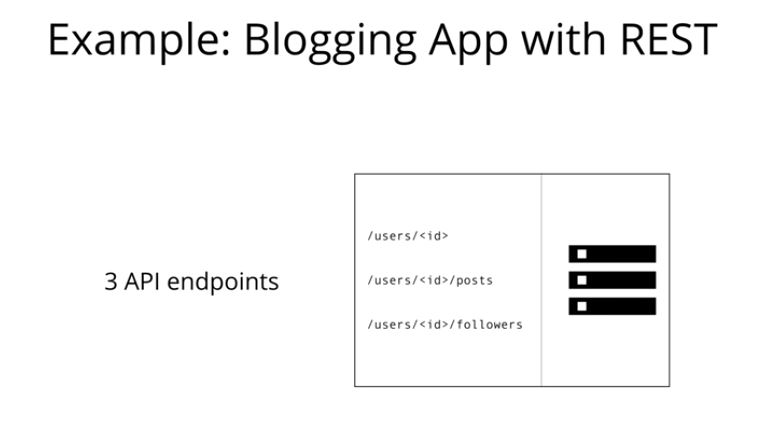 Example: Blogging App with REST
/users/<id>
3 API endpoints
/users/<id>/posts
/users/<id>/followers